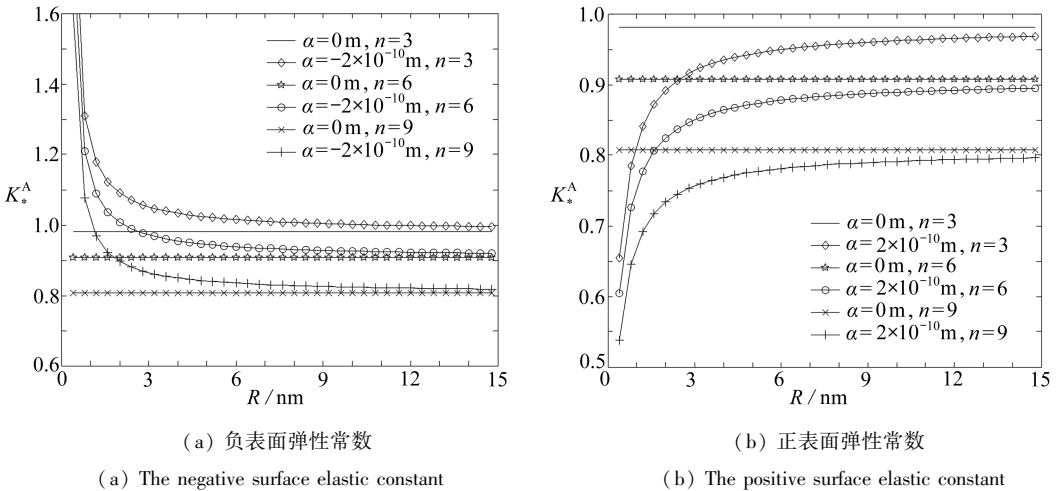 1.6
1.4
1.2
1.0
0.8
0.6
K*^A
0 3 6 9 12 15
R / nm
α=0 m, n=3
α=−2×10⁻¹⁰m, n=3
α=0 m, n=6
α=−2×10⁻¹⁰m, n=6
α=0 m, n=9
α=−2×10⁻¹⁰m, n=9
(a) 负表面弹性常数
(a) The negative surface elastic constant
1.0
0.9
0.8
0.7
0.6
0.5
K*^A
0 3 6 9 12 15
R / nm
α=0 m, n=3
α=2×10⁻¹⁰m, n=3
α=0 m, n=6
α=2×10⁻¹⁰m, n=6
α=0 m, n=9
α=2×10⁻¹⁰m, n=9
(b) 正表面弹性常数
(b) The positive surface elastic constant